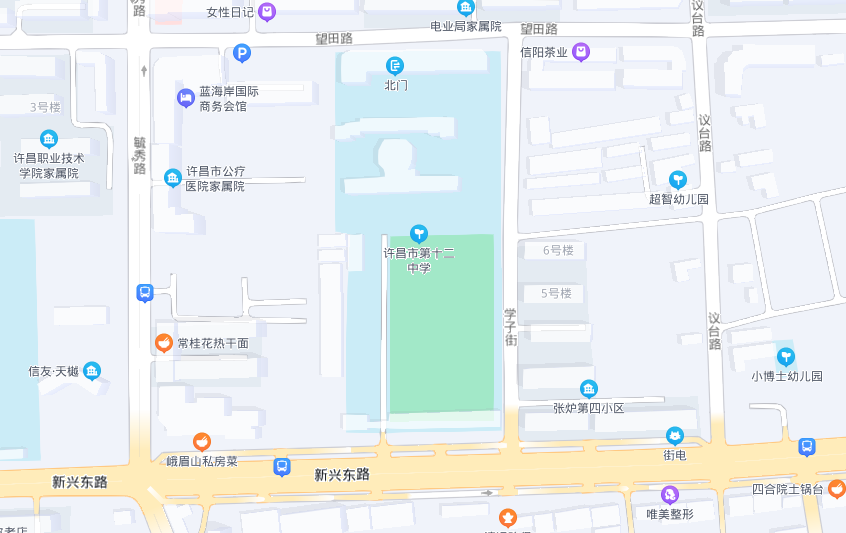 女性日记
电业局家属院
望田路
望田路
信阳茶业
议台路
P
北门
蓝海岸国际
商务会馆
3号楼
许昌职业技术
学院家属院
毓秀路
议台路
许昌市公疗
医院家属院
超智幼儿园
许昌市第十二
中学
6号楼
5号楼
学子街
议台路
常桂花热干面
信友·天樾
小博士幼儿园
张炉第四小区
峨眉山私房菜
街电
新兴东路
新兴东路
四合院土锅台
唯美整形